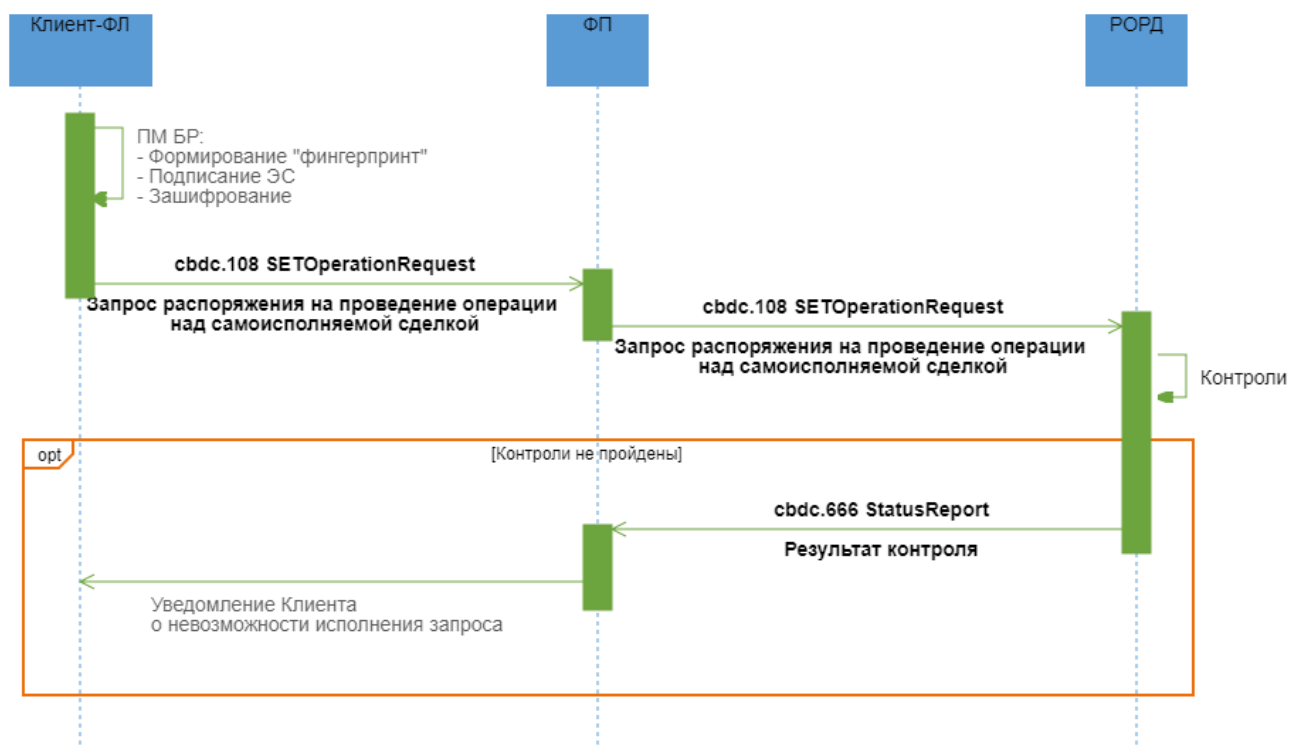 Клиент-ФЛ
ФП
РОРД
ПМ БР:
- Формирование "фингерпринт"
- Подписание ЭС
- Зашифрование
cbdc.108 SETOperationRequest
Запрос распоряжения на проведение операции
над самоисполняемой сделкой
cbdc.108 SETOperationRequest
Запрос распоряжения на проведение операции
над самоисполняемой сделкой
Контроли
opt
[Контроли не пройдены]
cbdc.666 StatusReport
Результат контроля
Уведомление Клиента
о невозможности исполнения запроса